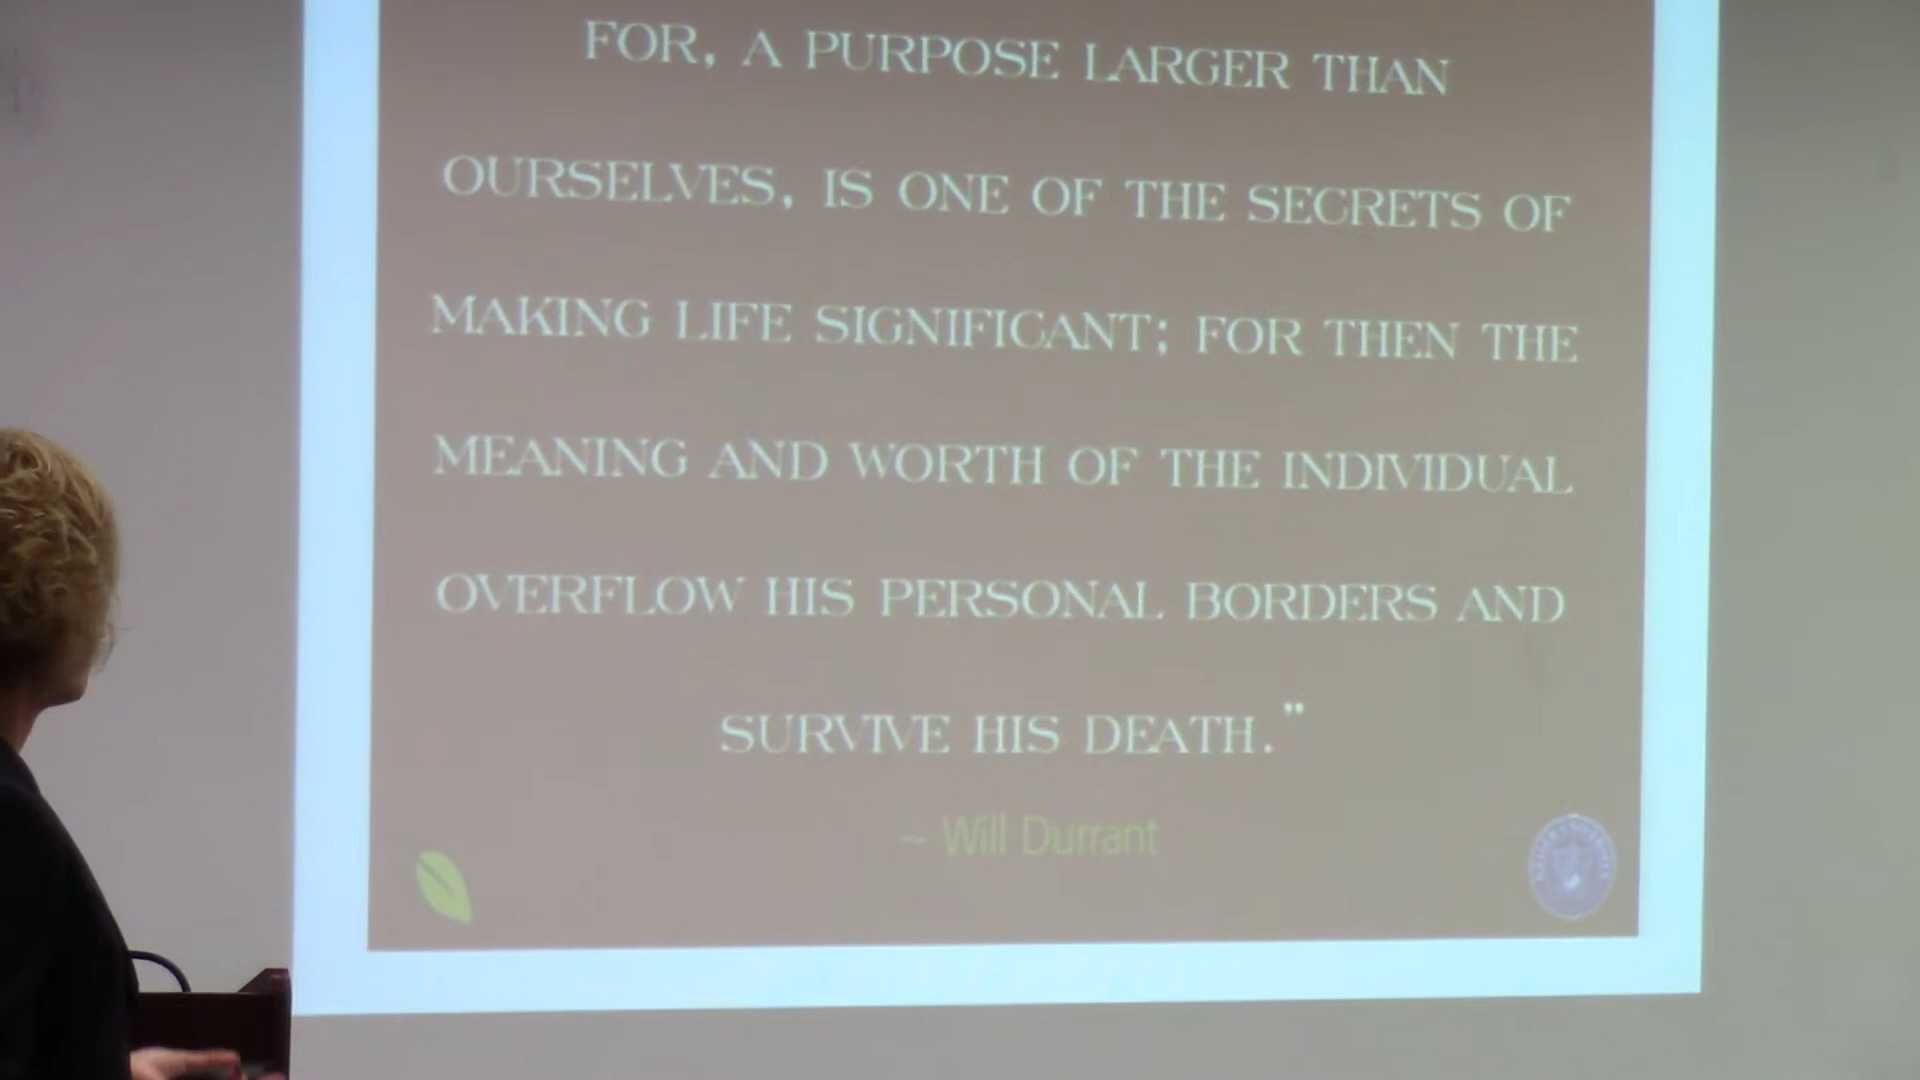 FOR, A PURPOSE LARGER THAN
OURSELVES, IS ONE OF THE SECRETS OF
MAKING LIFE SIGNIFICANT; FOR THEN THE
MEANING AND WORTH OF THE INDIVIDUAL
OVERFLOW HIS PERSONAL BORDERS AND
SURVIVE HIS DEATH.”
~ Will Durrant